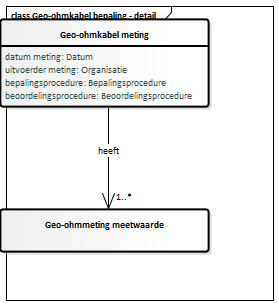 class Geo-ohmkabel bepaling - detail
Geo-ohmkabel meting
datum meting: Datum
uitvoerder meting: Organisatie
bepalingsprocedure: Bepalingsprocedure
beoordelingsprocedure: Beoordelingsprocedure
heeft
1..*
Geo-ohmmeting meetwaarde